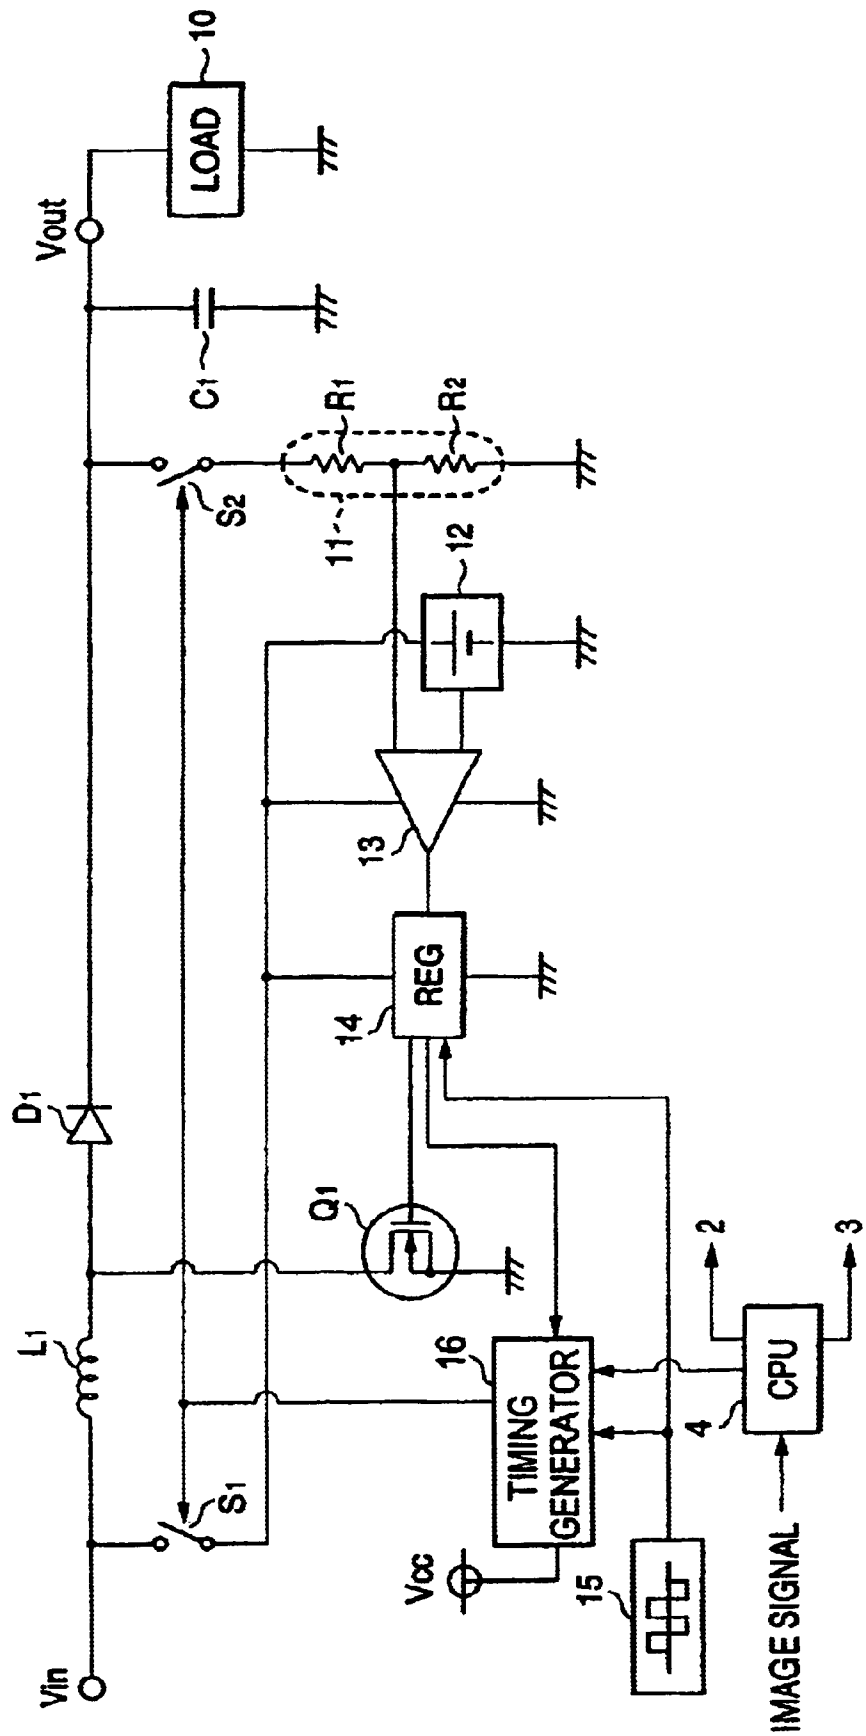 Vin
L1
D1
Vout
10
LOAD
C1
S1
S2
R1
R2
11
12
13
14
REG
Q1
16
TIMING
GENERATOR
Vcc
15
4
CPU
2
3
IMAGE SIGNAL